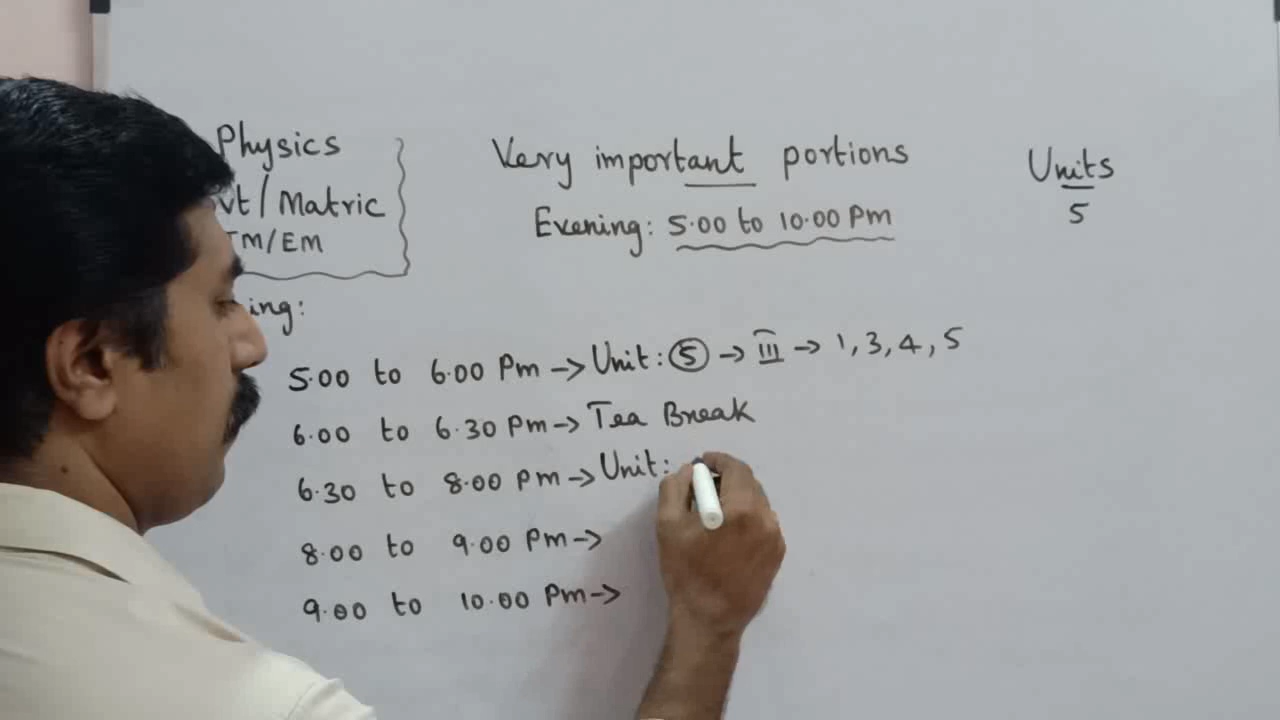 Physics
vt/Matric
TM/EM
Very important portions
Evening: 5.00 to 10.00 Pm
Units
5
ing:
5.00 to 6.00 Pm → Unit: 5 → III → 1, 3, 4, 5
6.00 to 6.30 Pm → Tea Break
6.30 to 8.00 Pm → Unit:
8.00 to 9.00 Pm →
9.00 to 10.00 Pm →